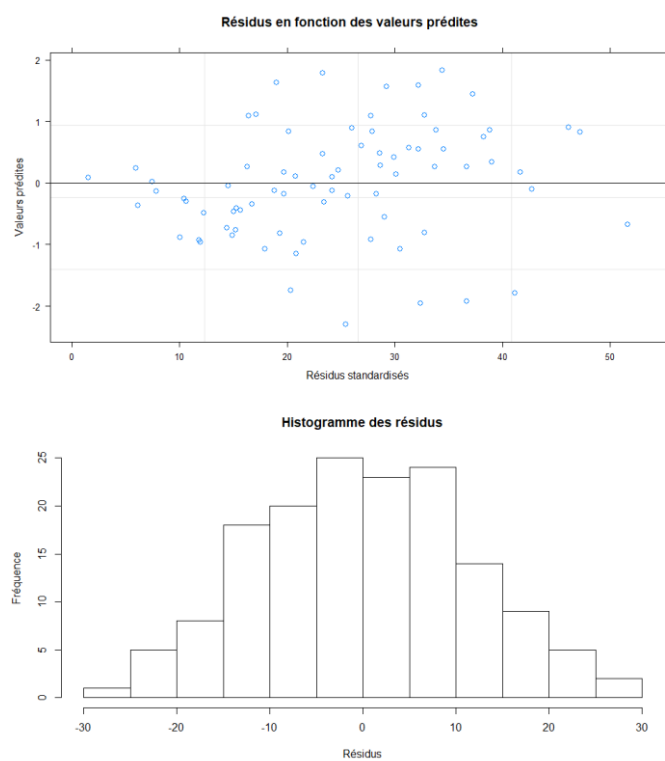 Résidus en fonction des valeurs prédites
2
1
0
-1
-2
Valeurs prédites
0 10 20 30 40 50
Résidus standardisés
Histogramme des résidus
25
20
15
10
5
0
Fréquence
-30 -20 -10 0 10 20 30
Résidus